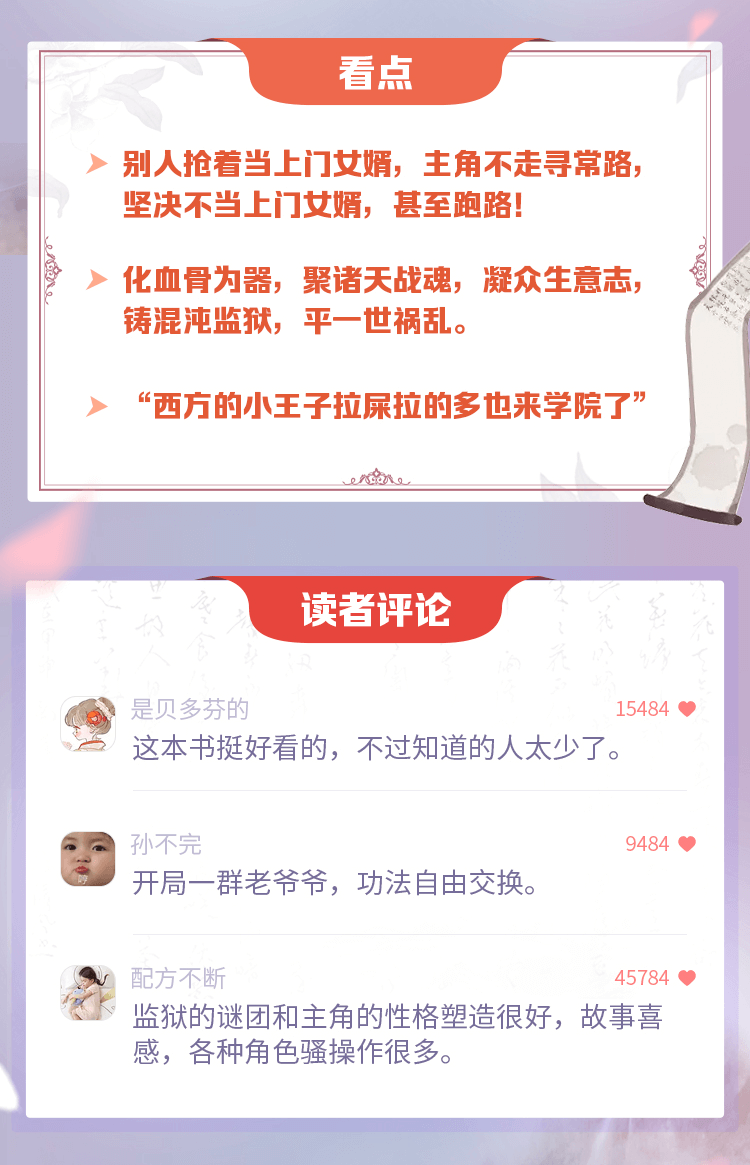 看点
别人抢着当上门女婿，主角不走寻常路，
坚决不当上门女婿，甚至跑路！
化血骨为器，聚诸天战魂，凝众生意志，
铸混沌监狱，平一世祸乱。
“西方的小王子拉屎拉的多也来学院了”
读者评论
是贝多芬的
15484
这本书挺好看的，不过知道的人太少了。
孙不完
9484
开局一群老爷爷，功法自由交换。
配方不断
45784
监狱的谜团和主角的性格塑造很好，故事喜
感，各种角色骚操作很多。